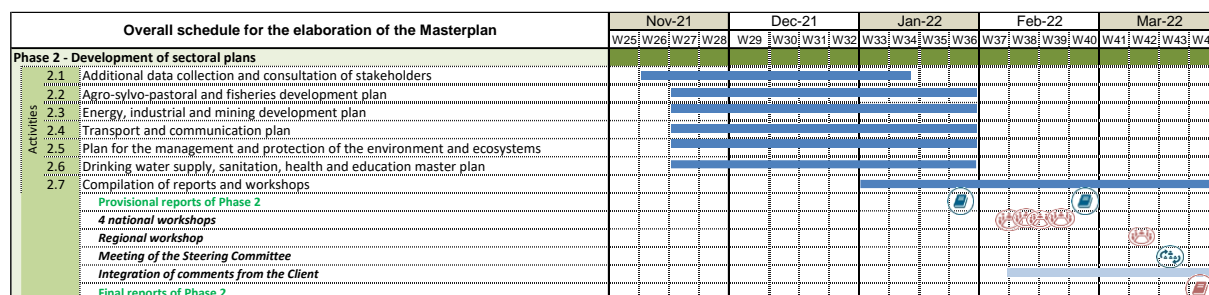 Overall schedule for the elaboration of the Masterplan
Nov-21 Dec-21 Jan-22 Feb-22 Mar-22
W25 W26 W27 W28 W29 W30 W31 W32 W33 W34 W35 W36 W37 W38 W39 W40 W41 W42 W43
Phase 2 - Development of sectoral plans
Activities
2.1 Additional data collection and consultation of stakeholders
2.2 Agro-sylvo-pastoral and fisheries development plan
2.3 Energy, industrial and mining development plan
2.4 Transport and communication plan
2.5 Plan for the management and protection of the environment and ecosystems
2.6 Drinking water supply, sanitation, health and education master plan
2.7 Compilation of reports and workshops
Provisional reports of Phase 2
4 national workshops
Regional workshop
Meeting of the Steering Committee
Integration of comments from the Client
Final reports of Phase 2